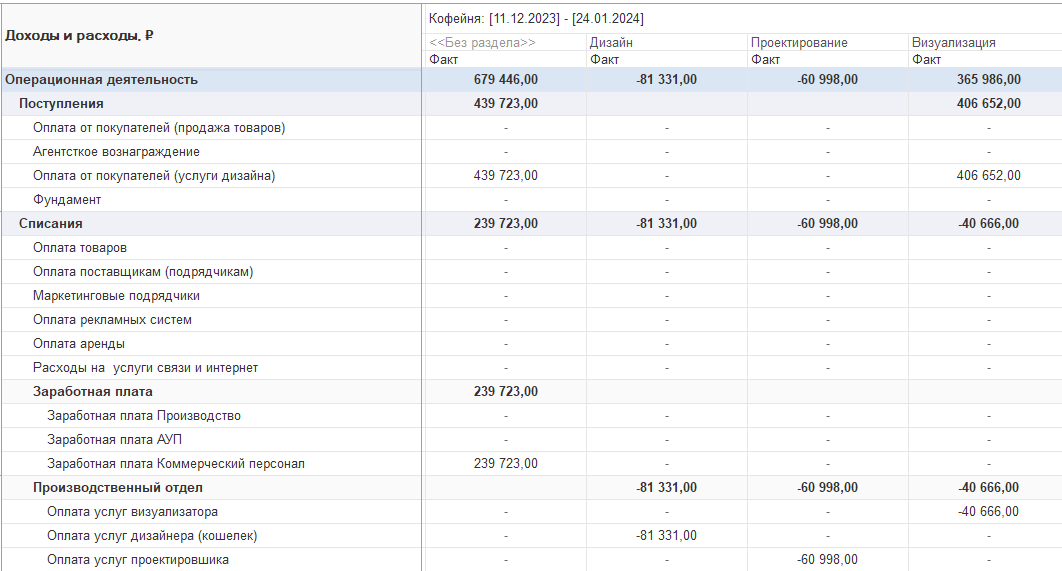 Доходы и расходы, ₽
Кофейня: [11.12.2023] - [24.01.2024]
<<Без раздела>> Дизайн Проектирование Визуализация
Факт Факт Факт Факт
Операционная деятельность 679 446,00 -81 331,00 -60 998,00 365 986,00
Поступления 439 723,00 406 652,00
Оплата от покупателей (продажа товаров) - - - -
Агентсткое вознаграждение - - - -
Оплата от покупателей (услуги дизайна) 439 723,00 - - 406 652,00
Фундамент - - - -
Списания 239 723,00 -81 331,00 -60 998,00 -40 666,00
Оплата товаров - - - -
Оплата поставщикам (подрядчикам) - - - -
Маркетинговые подрядчики - - - -
Оплата рекламных систем - - - -
Оплата аренды - - - -
Расходы на услуги связи и интернет - - - -
Заработная плата 239 723,00
Заработная плата Производство - - - -
Заработная плата АУП - - - -
Заработная плата Коммерческий персонал 239 723,00 - - -
Производственный отдел -81 331,00 -60 998,00 -40 666,00
Оплата услуг визуализатора - - - -40 666,00
Оплата услуг дизайнера (кошелек) - -81 331,00 - -
Оплата услуг проектировшика - - -60 998,00 -